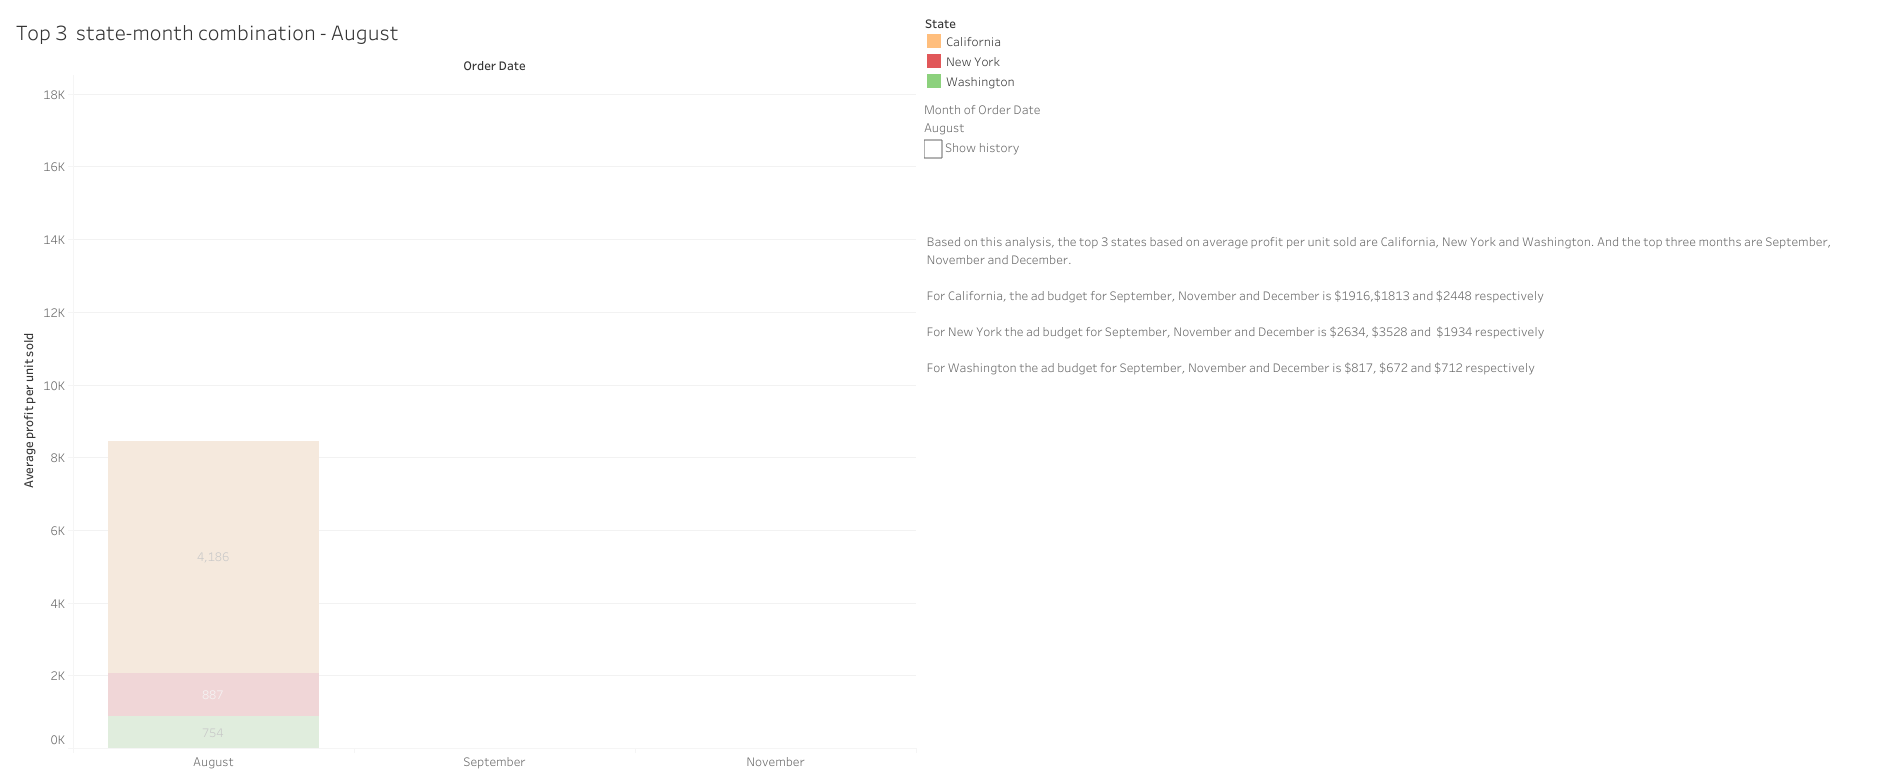 Top 3 state-month combination - August
Order Date
18K
16K
14K
12K
10K
8K
6K
4K
2K
0K
Average profit per unit sold
4,186
887
754
August
September
November
State
California
New York
Washington
Month of Order Date
August
Show history
Based on this analysis, the top 3 states based on average profit per unit sold are California, New York and Washington. And the top three months are September,
November and December.
For California, the ad budget for September, November and December is $1916,$1813 and $2448 respectively
For New York the ad budget for September, November and December is $2634, $3528 and $1934 respectively
For Washington the ad budget for September, November and December is $817, $672 and $712 respectively